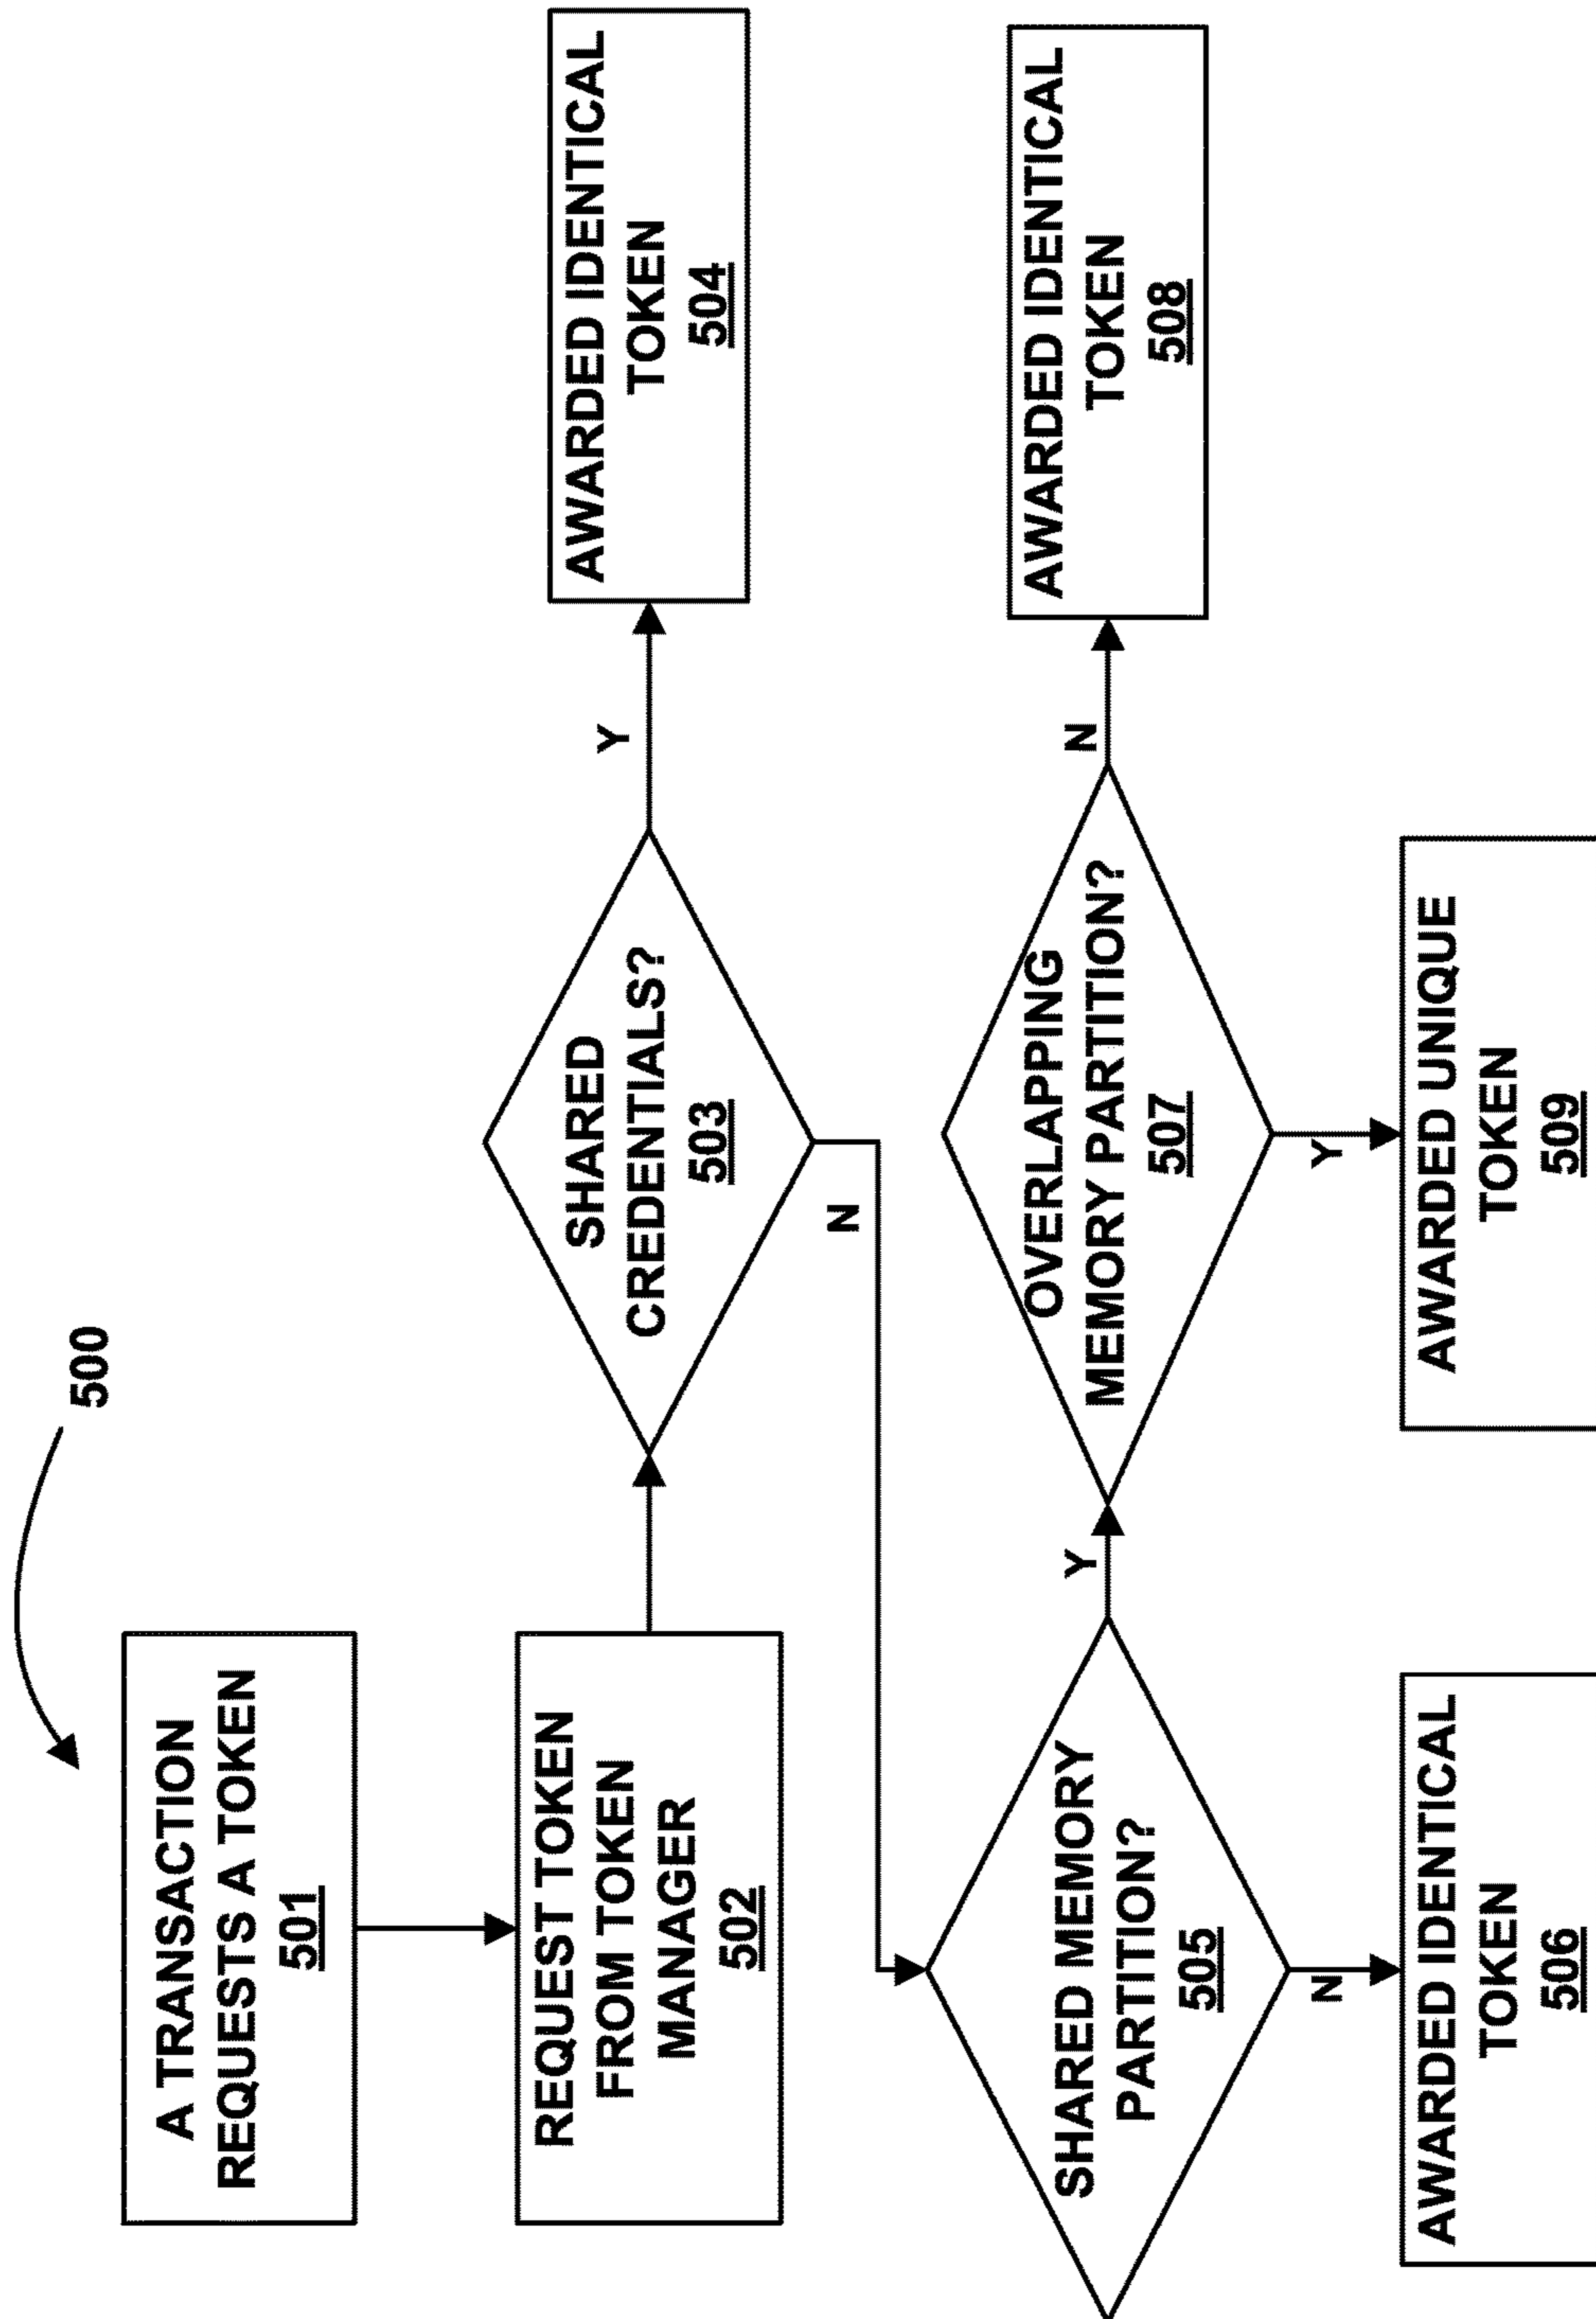 500
A TRANSACTION
REQUESTS A TOKEN
501
REQUEST TOKEN
FROM TOKEN
MANAGER
502
SHARED
CREDENTIALS?
503
Y
AWARDED IDENTICAL
TOKEN
504
N
SHARED MEMORY
PARTITION?
505
Y
OVERLAPPING
MEMORY PARTITION?
507
N
AWARDED IDENTICAL
TOKEN
508
N
AWARDED IDENTICAL
TOKEN
506
Y
AWARDED UNIQUE
TOKEN
509